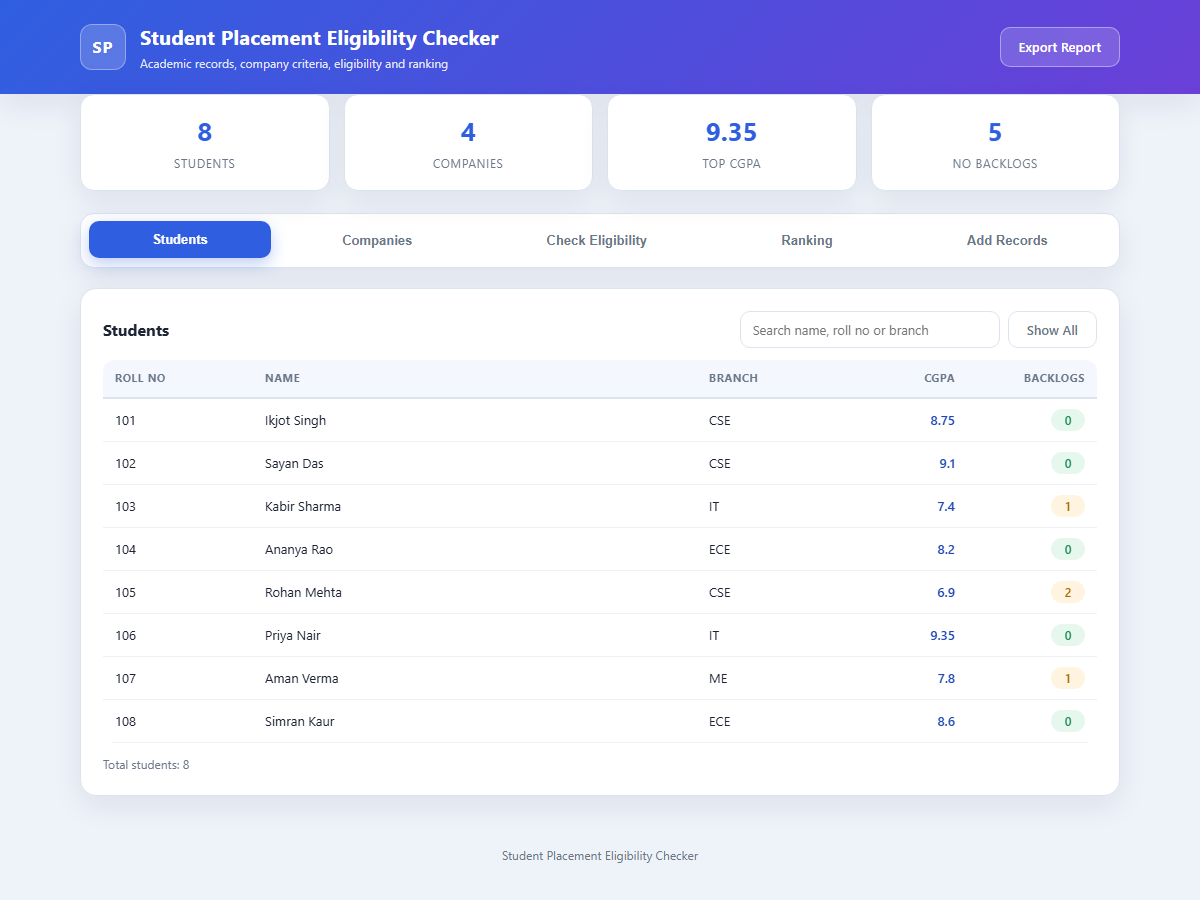 SP
Student Placement Eligibility Checker
Academic records, company criteria, eligibility and ranking
Export Report
8
STUDENTS
4
COMPANIES
9.35
TOP CGPA
5
NO BACKLOGS
Students Companies Check Eligibility Ranking Add Records
Students
Search name, roll no or branch
Show All
ROLL NO NAME BRANCH CGPA BACKLOGS
101 Ikjot Singh CSE 8.75 0
102 Sayan Das CSE 9.1 0
103 Kabir Sharma IT 7.4 1
104 Ananya Rao ECE 8.2 0
105 Rohan Mehta CSE 6.9 2
106 Priya Nair IT 9.35 0
107 Aman Verma ME 7.8 1
108 Simran Kaur ECE 8.6 0
Total students: 8
Student Placement Eligibility Checker